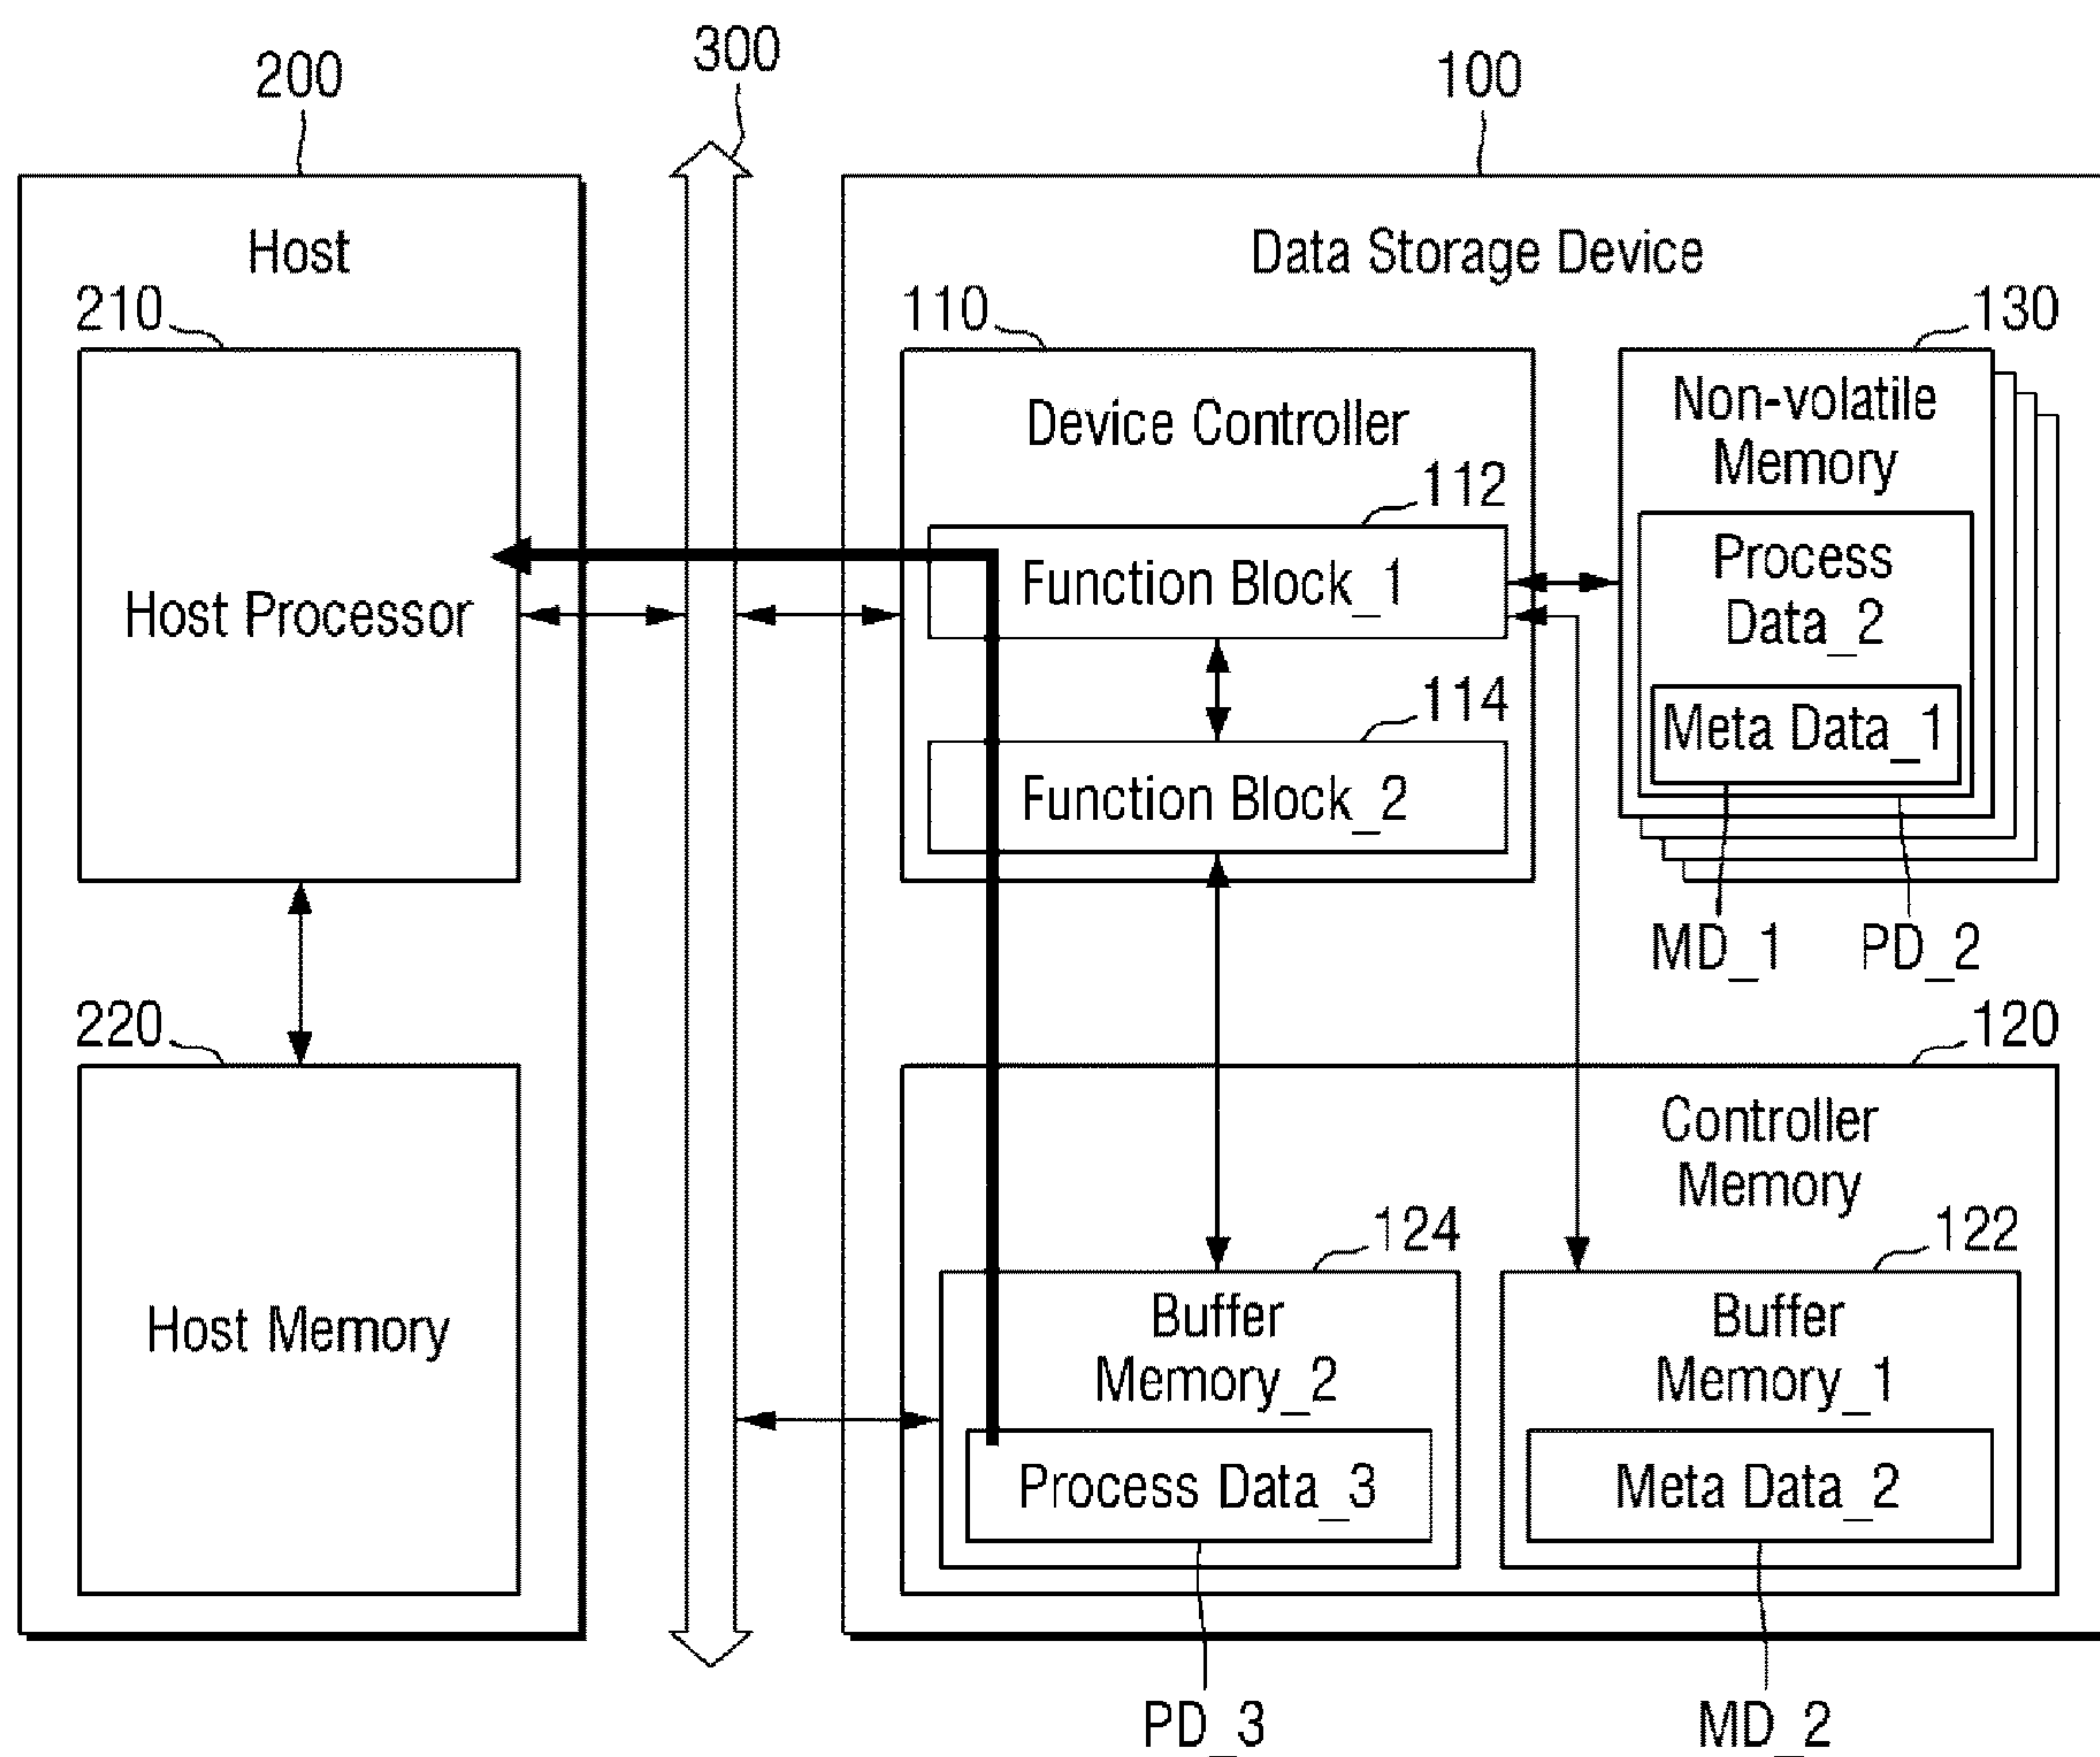 300
200
100
Host
Data Storage Device
210
110
130
Host Processor
Device Controller
112
Function Block_1
114
Function Block_2
Non-volatile
Memory
Process
Data_2
Meta Data_1
MD_1
PD_2
220
120
Host Memory
Controller
Memory
124
122
Buffer
Memory_2
Process Data_3
Buffer
Memory_1
Meta Data_2
PD_3
MD_2